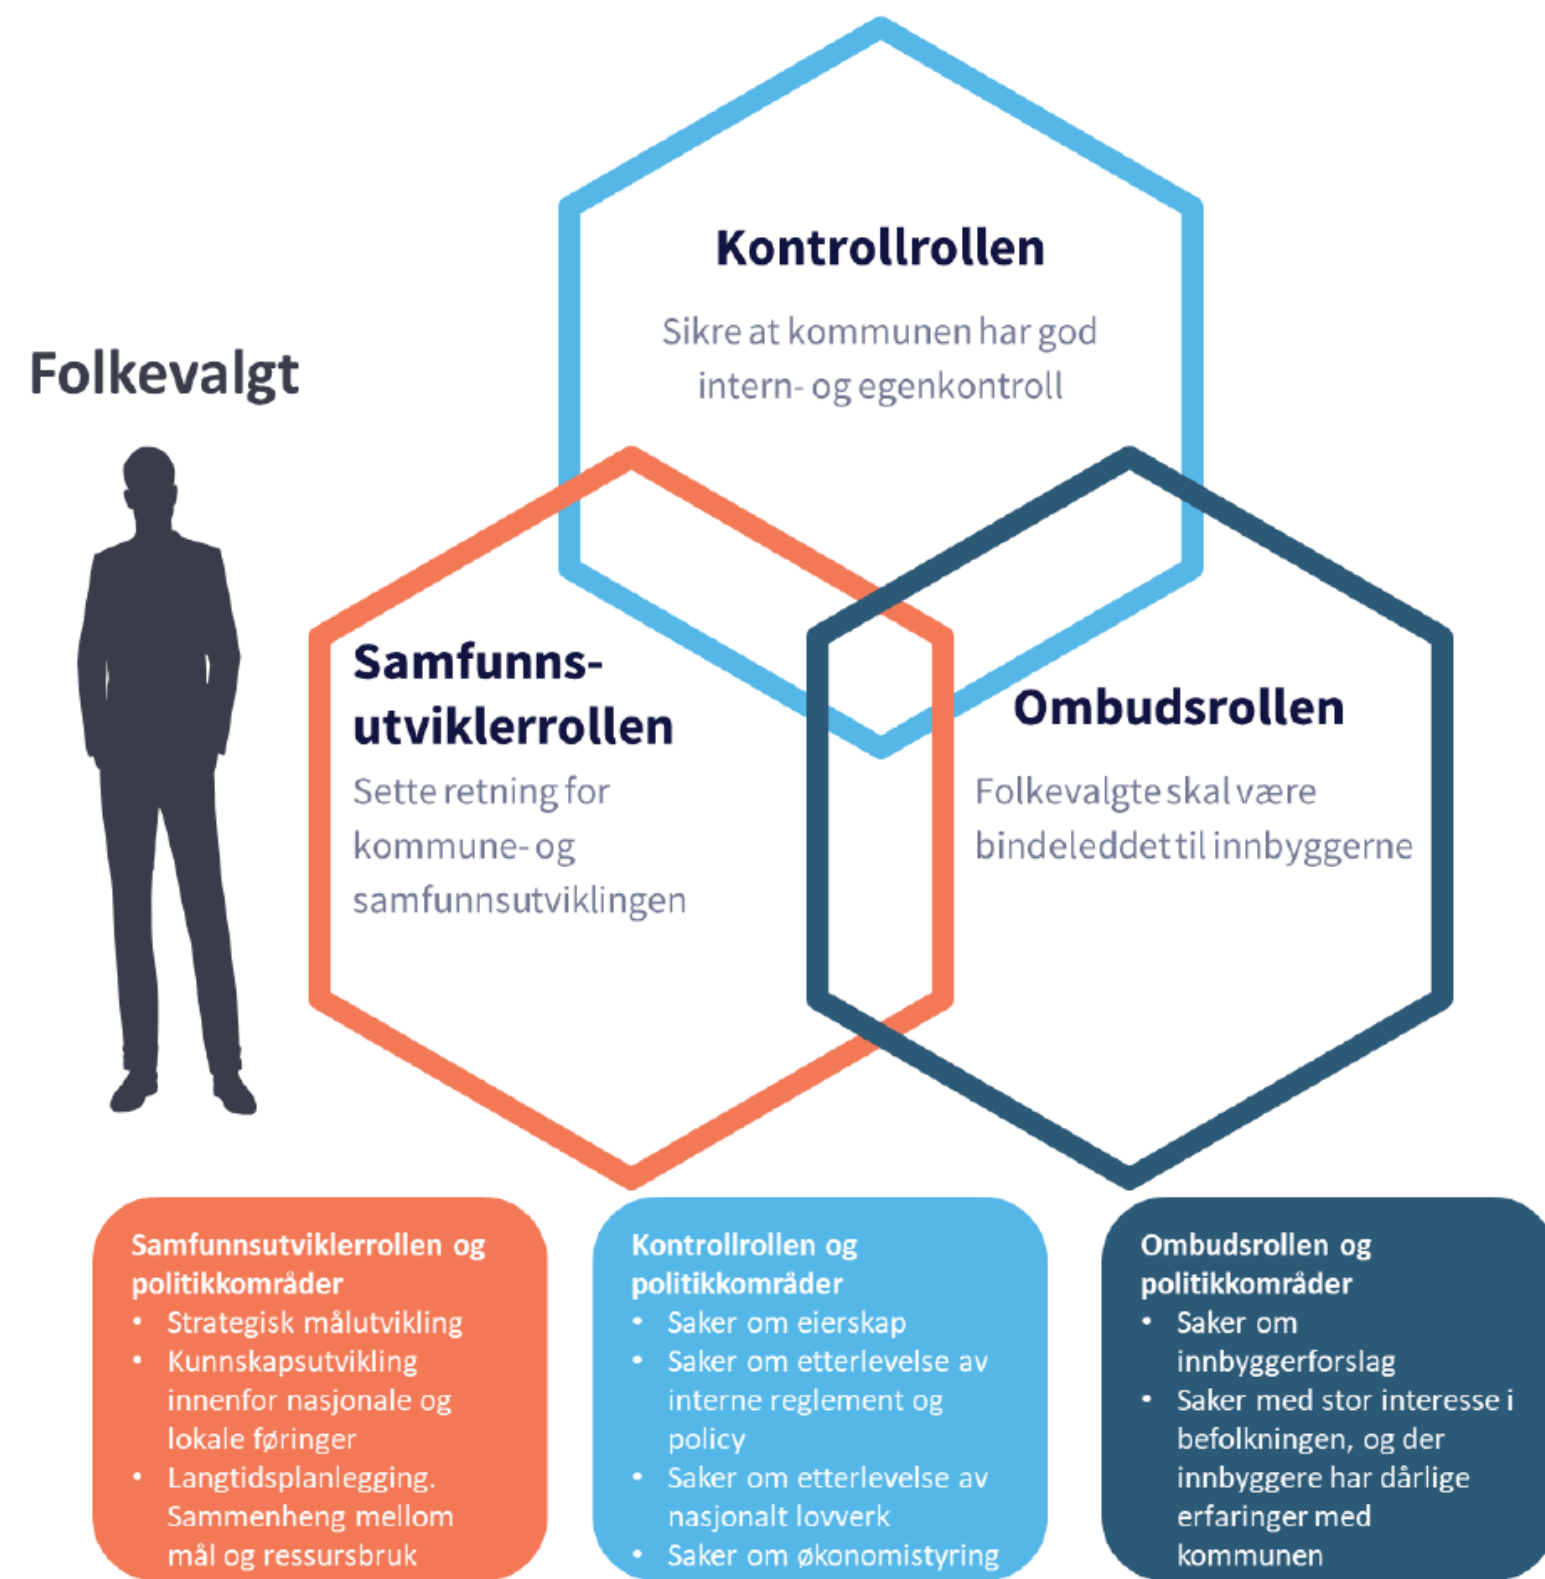 Kontrollrollen
Sikre at kommunen har god
intern- og egenkontroll
Folkevalgt
Samfunns-
utviklerrollen
Sette retning for
kommune- og
samfunnsutviklingen
Ombudsrollen
Folkevalgte skal være
bindeleddet til innbyggerne
Samfunnsutviklerrollen og
politikkområder
• Strategisk målutvikling
• Kunnskapsutvikling
innenfor nasjonale og
lokale føringer
• Langtidsplanlegging.
Sammenheng mellom
mål og ressursbruk
Kontrollrollen og
politikkområder
• Saker om eierskap
• Saker om etterlevelse av
interne reglement og
policy
• Saker om etterlevelse av
nasjonalt lovverk
• Saker om økonomistyring
Ombudsrollen og
politikkområder
• Saker om
innbyggerforslag
• Saker med stor interesse i
befolkningen, og der
innbyggere har dårlige
erfaringer med
kommunen